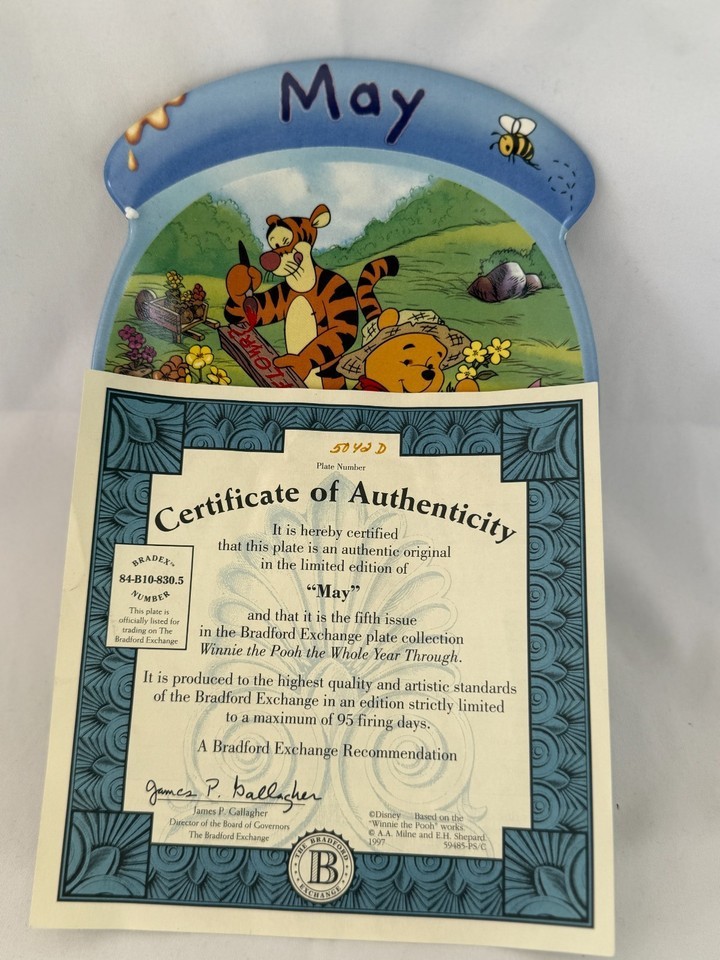 May
FLOWR
5042 D
Plate Number
Certificate of Authenticity
It is hereby certified
that this plate is an authentic original
in the limited edition of
“May”
and that it is the fifth issue
in the Bradford Exchange plate collection
Winnie the Pooh the Whole Year Through.
BRADEX™
84-B10-830.5
NUMBER
This plate is
officially listed for
trading on The
Bradford Exchange
It is produced to the highest quality and artistic standards
of the Bradford Exchange in an edition strictly limited
to a maximum of 95 firing days.
A Bradford Exchange Recommendation
James P. Gallagher
James P. Gallagher
Director of the Board of Governors
The Bradford Exchange
©Disney Based on the
"Winnie the Pooh" works
© A.A. Milne and E.H. Shepard.
1997 59485-PS/C
THE BRADFORD
B
EXCHANGE